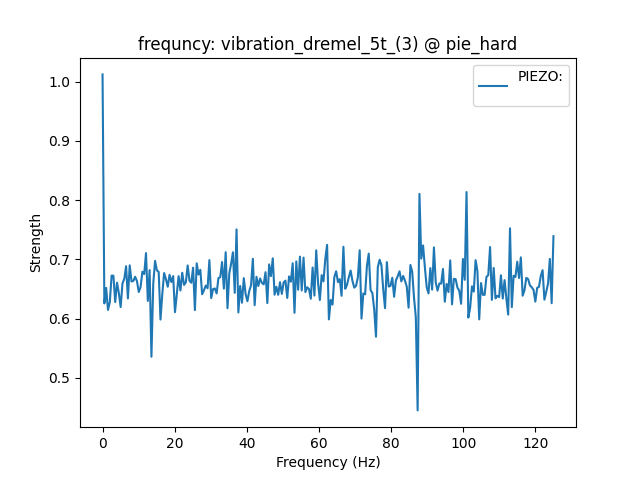 frequncy: vibration_dremel_5t_(3) @ pie_hard
PIEZO:
1.0
0.9
0.8
0.7
0.6
0.5
Strength
0 20 40 60 80 100 120
Frequency (Hz)